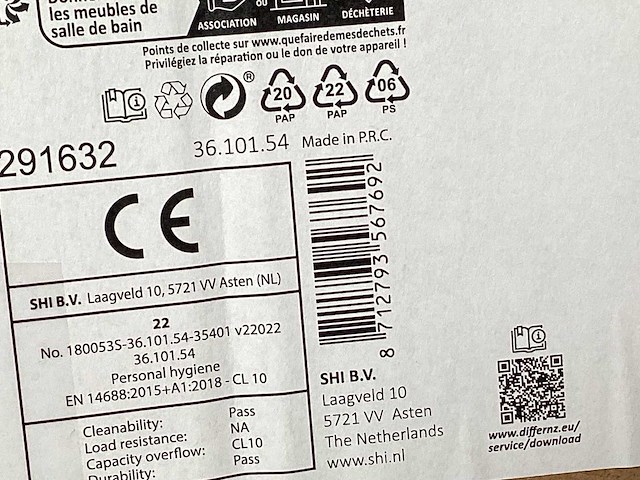 les meubles de
salle de bain
ASSOCIATION
OU
MAGASIN
DÉCHÈTERIE
Points de collecte sur www.quefairedemesdechets.fr
Privilégiez la réparation ou le don de votre appareil !
®
20
PAP
22
PAP
06
PS
291632
36.101.54 Made in P.R.C.
CE
SHI B.V. Laagveld 10, 5721 VV Asten (NL)
22
No. 180053S-36.101.54-35401 v22022
36.101.54
Personal hygiene
EN 14688:2015+A1:2018 - CL 10
Cleanability: Pass
Load resistance: NA
Capacity overflow: CL10
Durability: Pass
8 712793 567692
SHI B.V.
Laagveld 10
5721 VV Asten
The Netherlands
www.shi.nl
www.differnz.eu/
service/download